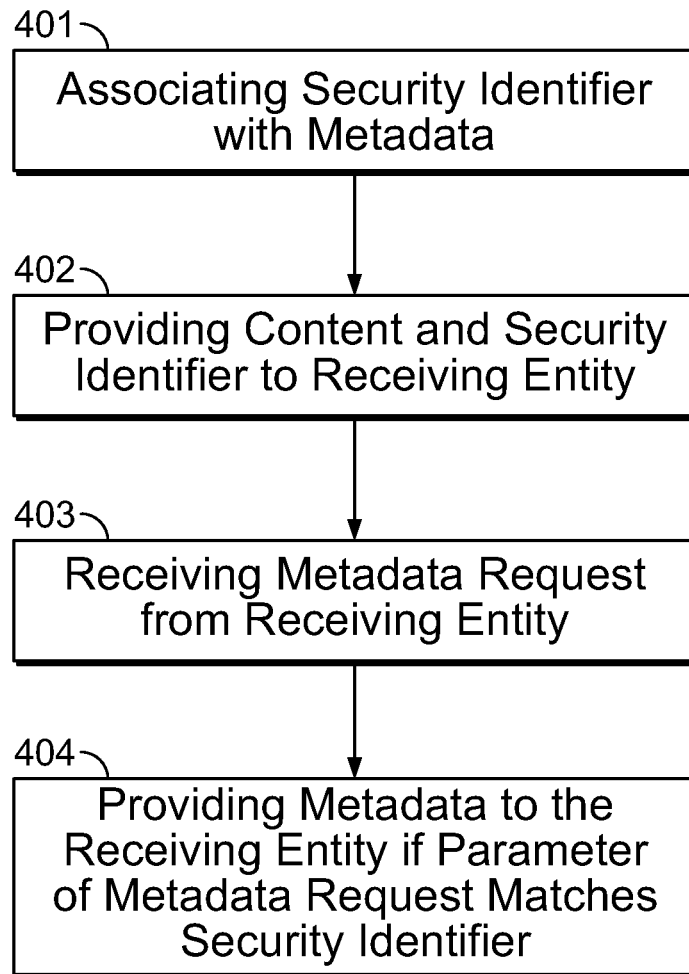 401
Associating Security Identifier
with Metadata
402
Providing Content and Security
Identifier to Receiving Entity
403
Receiving Metadata Request
from Receiving Entity
404
Providing Metadata to the
Receiving Entity if Parameter
of Metadata Request Matches
Security Identifier